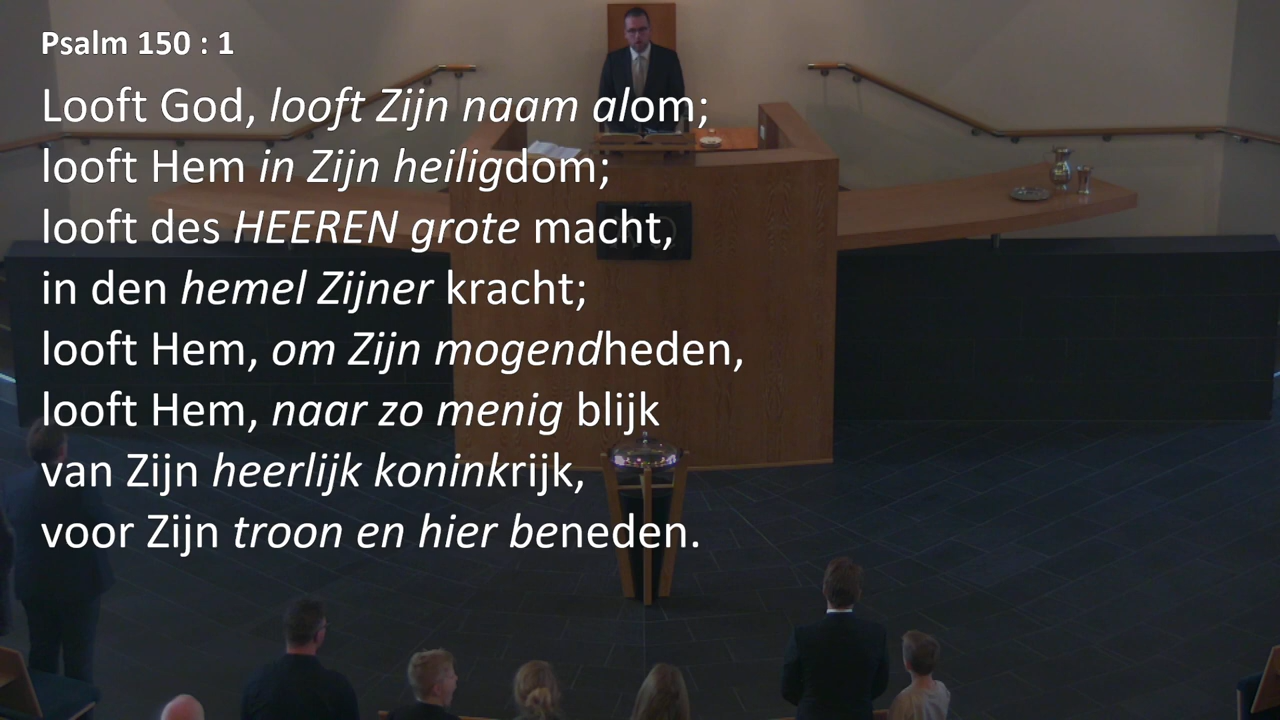 Psalm 150 : 1
Looft God, looft Zijn naam alom;
looft Hem in Zijn heiligdom;
looft des HEEREN grote macht,
in den hemel Zijner kracht;
looft Hem, om Zijn mogendheden,
looft Hem, naar zo menig blijk
van Zijn heerlijk koninkrijk,
voor Zijn troon en hier beneden.